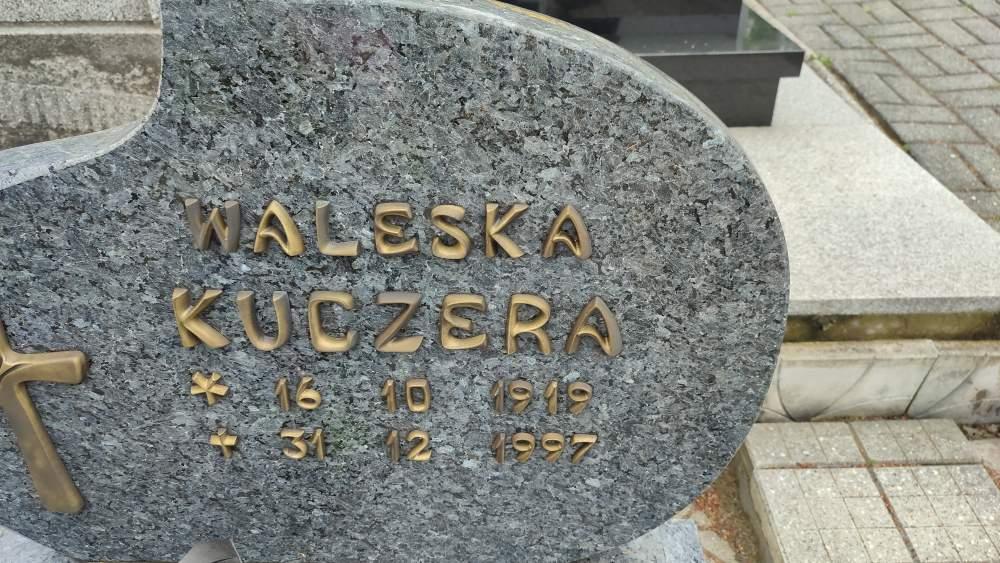 WALESKA
KUCZERA
* 16 10 1919
+ 31 12 1997